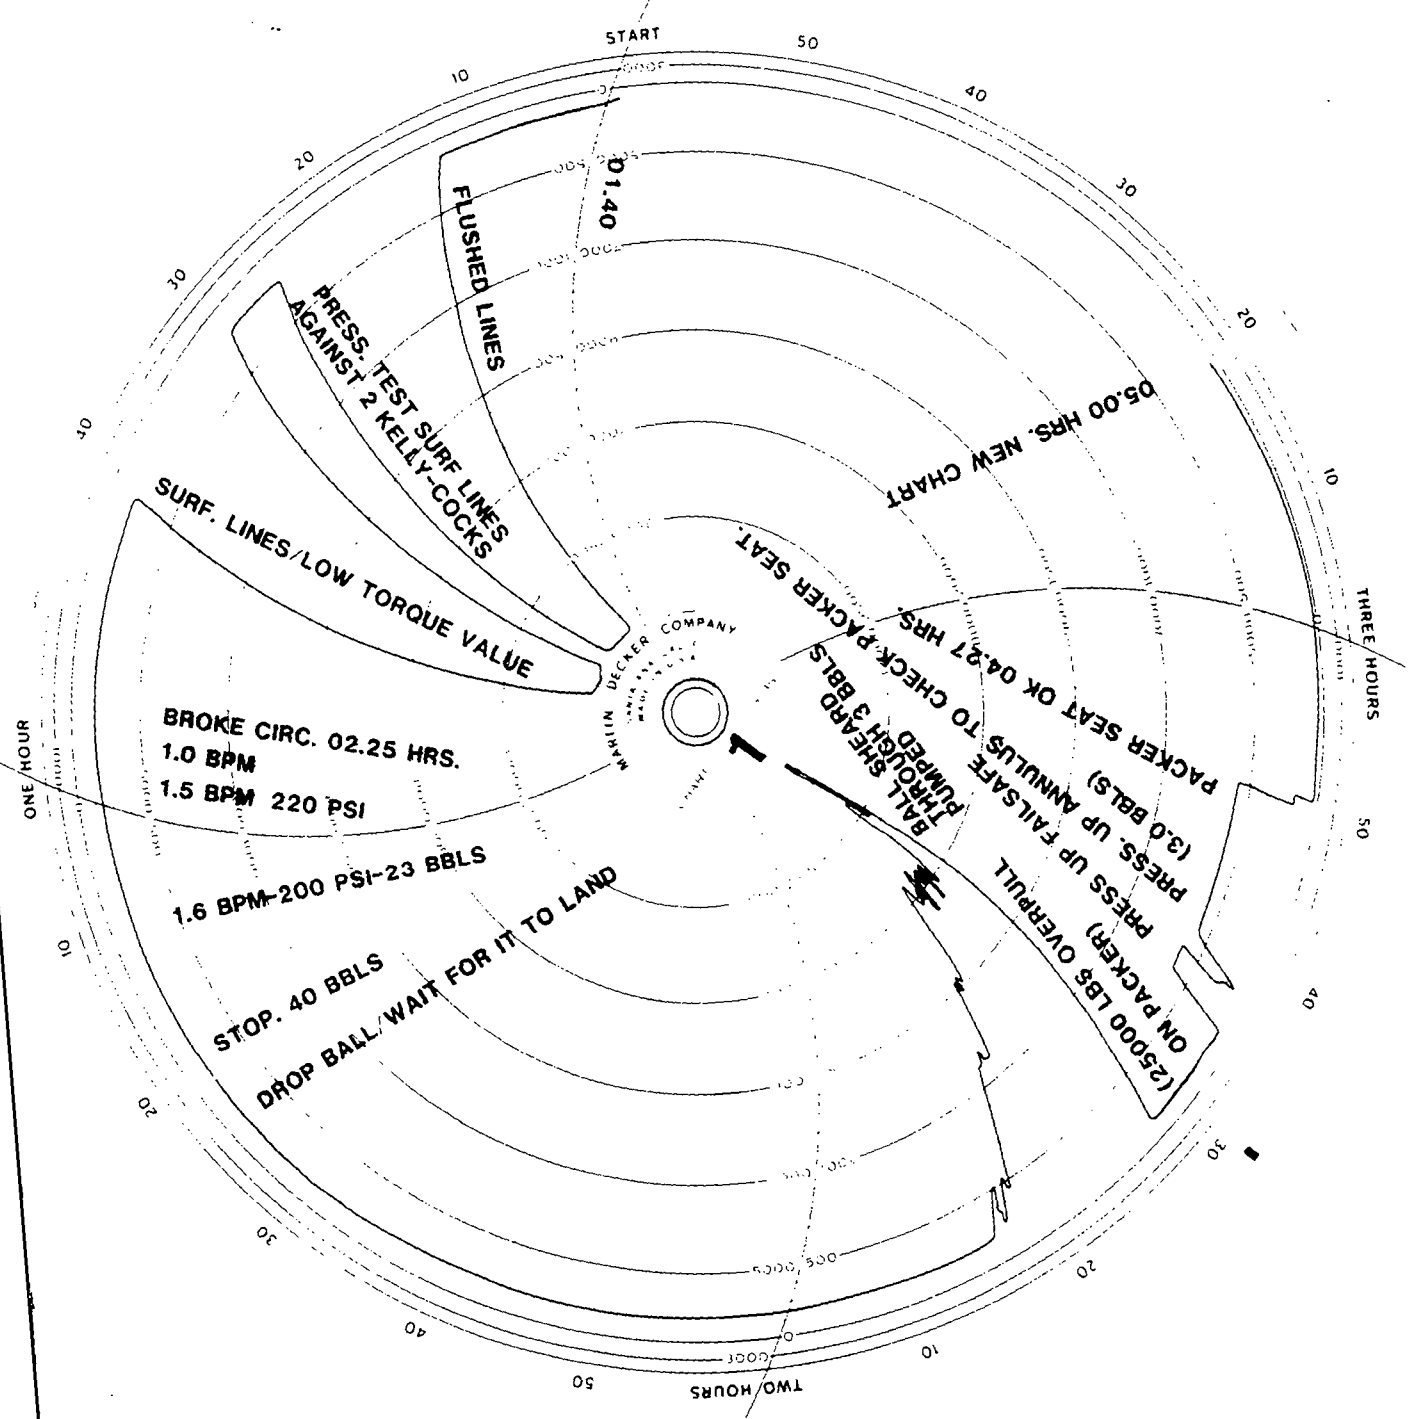 START
50
40
30
20
10
THREE HOURS
50
40
30
20
10
TWO HOURS
50
40
30
20
10
ONE HOUR
40
30
20
10
0
01.40
FLUSHED LINES
PRESS. TEST SURF LINES
AGAINST 2 KELLY-COCKS
SURF. LINES/LOW TORQUE VALUE
BROKE CIRC. 02.25 HRS.
1.0 BPM
1.5 BPM 220 PSI
1.6 BPM-200 PSI-23 BBLS
STOP. 40 BBLS
DROP BALL/WAIT FOR IT TO LAND
BALL SHEARD
THROUGH 3 BBLS
PUMPED
(25000 LBS OVERPULL
ON PACKER)
PRESS UP FAILSAFE
PRESS. UP ANNULUS TO CHECK PACKER SEAT.
(3.0 BBLS)
PACKER SEAT OK 04.27 HRS.
05.00 HRS. NEW CHART
MARTIN DECKER COMPANY
500
0